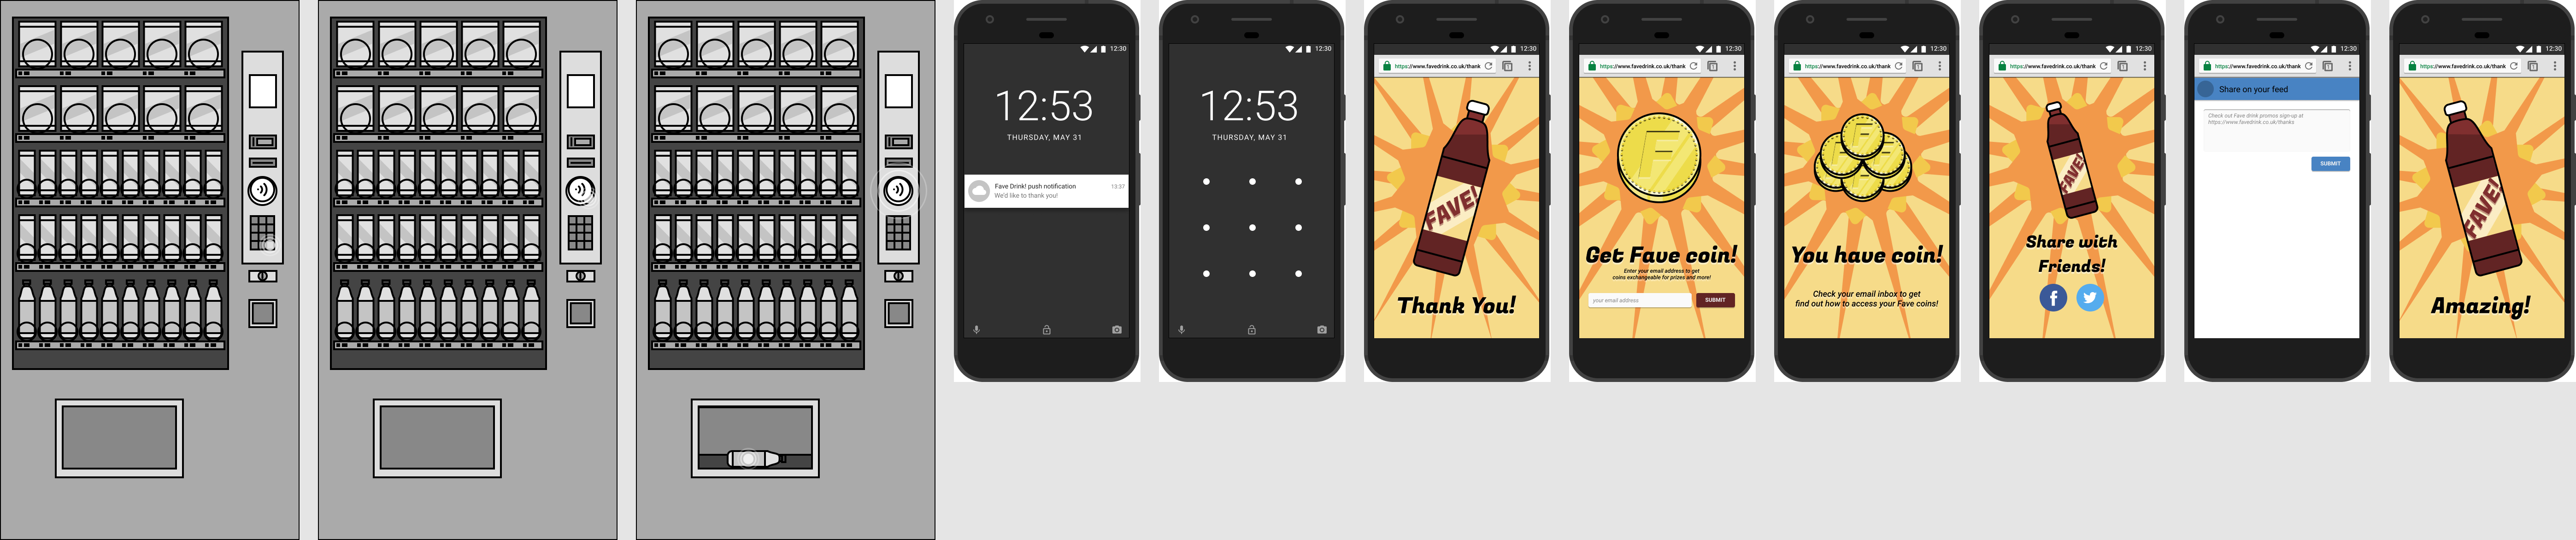 12:30
12:53
THURSDAY, MAY 31
Fave Drink! push notification 13:37
We'd like to thank you!
12:30
12:53
THURSDAY, MAY 31
12:30
https://www.favedrink.co.uk/thank
FAVE!
Thank You!
12:30
https://www.favedrink.co.uk/thank
F
Get Fave coin!
Enter your email address to get
coins exchangeable for prizes and more!
your email address SUBMIT
12:30
https://www.favedrink.co.uk/thank
F
You have coin!
Check your email inbox to get
find out how to access your Fave coins!
12:30
https://www.favedrink.co.uk/thank
FAVE!
Share with
Friends!
12:30
https://www.favedrink.co.uk/thank
Share on your feed
Check out Fave drink promos sign-up at
https://www.favedrink.co.uk/thanks
SUBMIT
12:30
https://www.favedrink.co.uk/thank
FAVE!
Amazing!